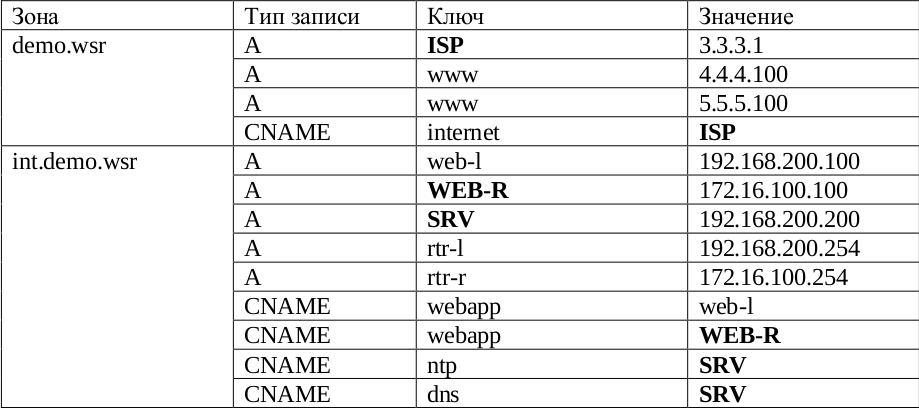 Зона Тип записи Ключ Значение
demo.wsr A ISP 3.3.3.1
A www 4.4.4.100
A www 5.5.5.100
CNAME internet ISP
int.demo.wsr A web-l 192.168.200.100
A WEB-R 172.16.100.100
A SRV 192.168.200.200
A rtr-l 192.168.200.254
A rtr-r 172.16.100.254
CNAME webapp web-l
CNAME webapp WEB-R
CNAME ntp SRV
CNAME dns SRV